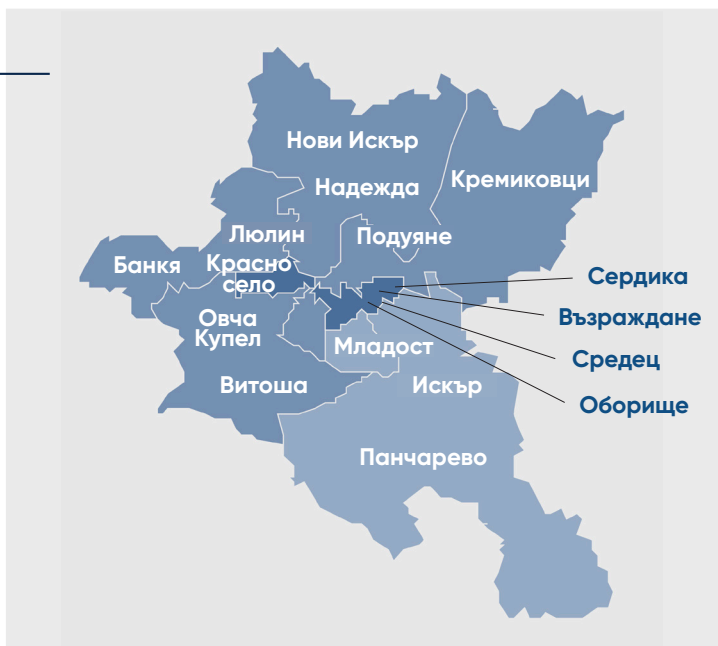 Нови Искър
Надежда
Кремиковци
Люлин
Подуяне
Банкя
Красно
село
Сердика
Овча
Купел
Възраждане
Младост
Средец
Витоша
Искър
Оборище
Панчарево